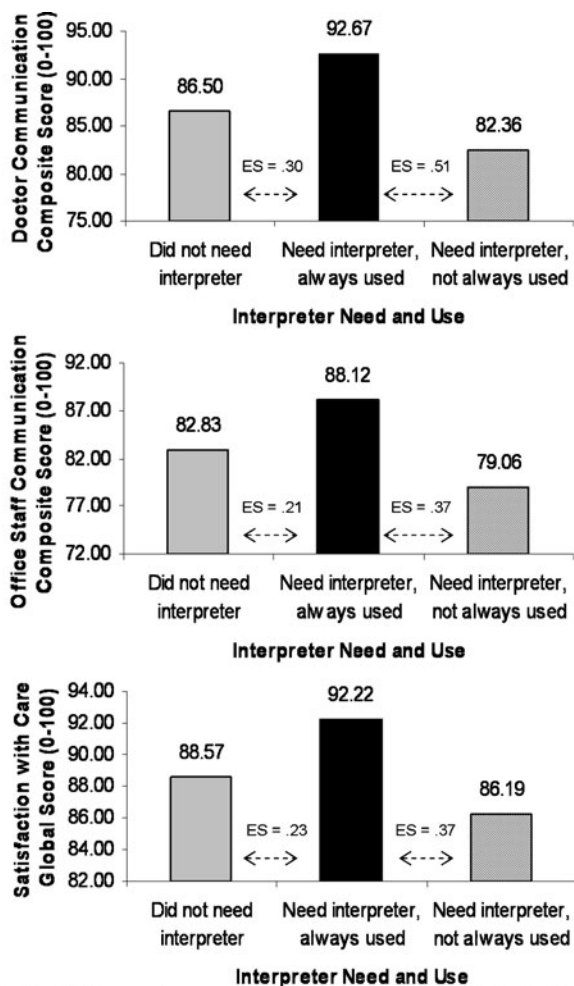 Doctor Communication
Composite Score (0-100)
95.00
90.00
85.00
80.00
75.00
86.50
92.67
82.36
ES = .30
ES = .51
Did not need
interpreter
Need interpreter,
always used
Need interpreter,
not always used
Interpreter Need and Use
Office Staff Communication
Composite Score (0-100)
92.00
87.00
82.00
77.00
72.00
82.83
88.12
79.06
ES = .21
ES = .37
Did not need
interpreter
Need interpreter,
always used
Need interpreter,
not always used
Interpreter Need and Use
Satisfaction with Care
Global Score (0-100)
94.00
92.00
90.00
88.00
86.00
84.00
82.00
88.57
92.22
86.19
ES = .23
ES = .37
Did not need
interpreter
Need interpreter,
always used
Need interpreter,
not always used
Interpreter Need and Use